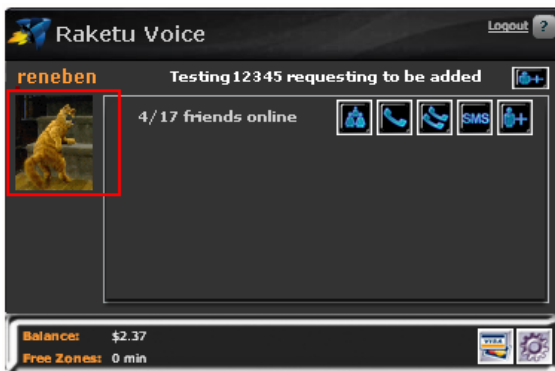 Raketu Voice
Logout ?
reneben
Testing12345 requesting to be added
4/17 friends online
SMS
Balance: $2.37
VISA
Free Zones: 0 min